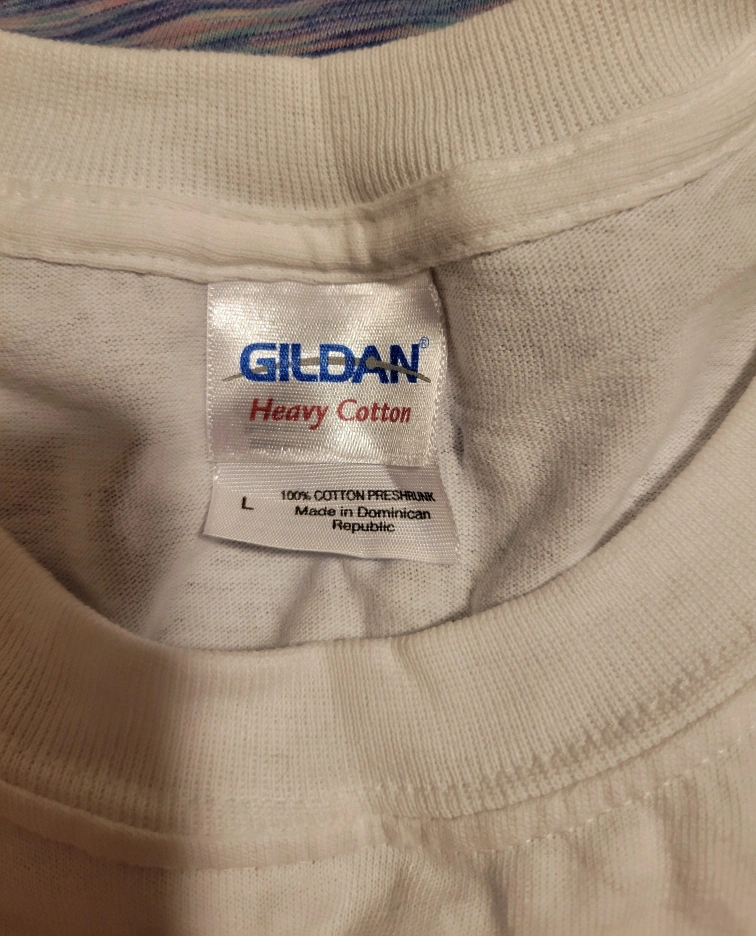 GILDAN®
Heavy Cotton
L
100% COTTON PRESHRUNK
Made in Dominican
Republic